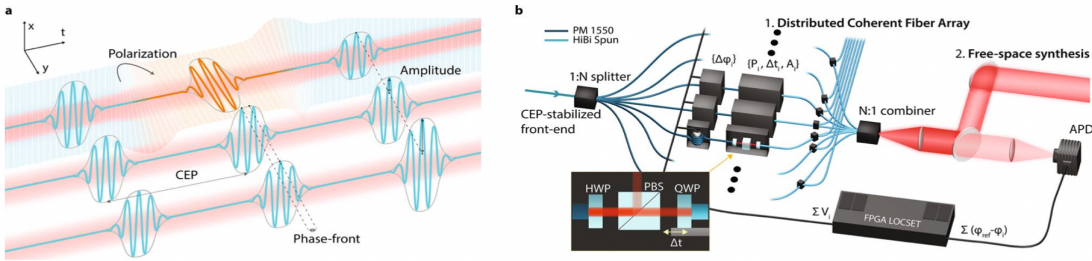 a
x
t
y
Polarization
Amplitude
CEP
Phase-front
b
PM 1550
HiBi Spun
1. Distributed Coherent Fiber Array
2. Free-space synthesis
{Δφᵢ}
{Pᵢ, Δtᵢ, Aᵢ}
1:N splitter
CEP-stabilized
front-end
N:1 combiner
APD
HWP
PBS
QWP
Δt
Σ Vᵢ
FPGA LOCSET
Σ (φref-φᵢ)